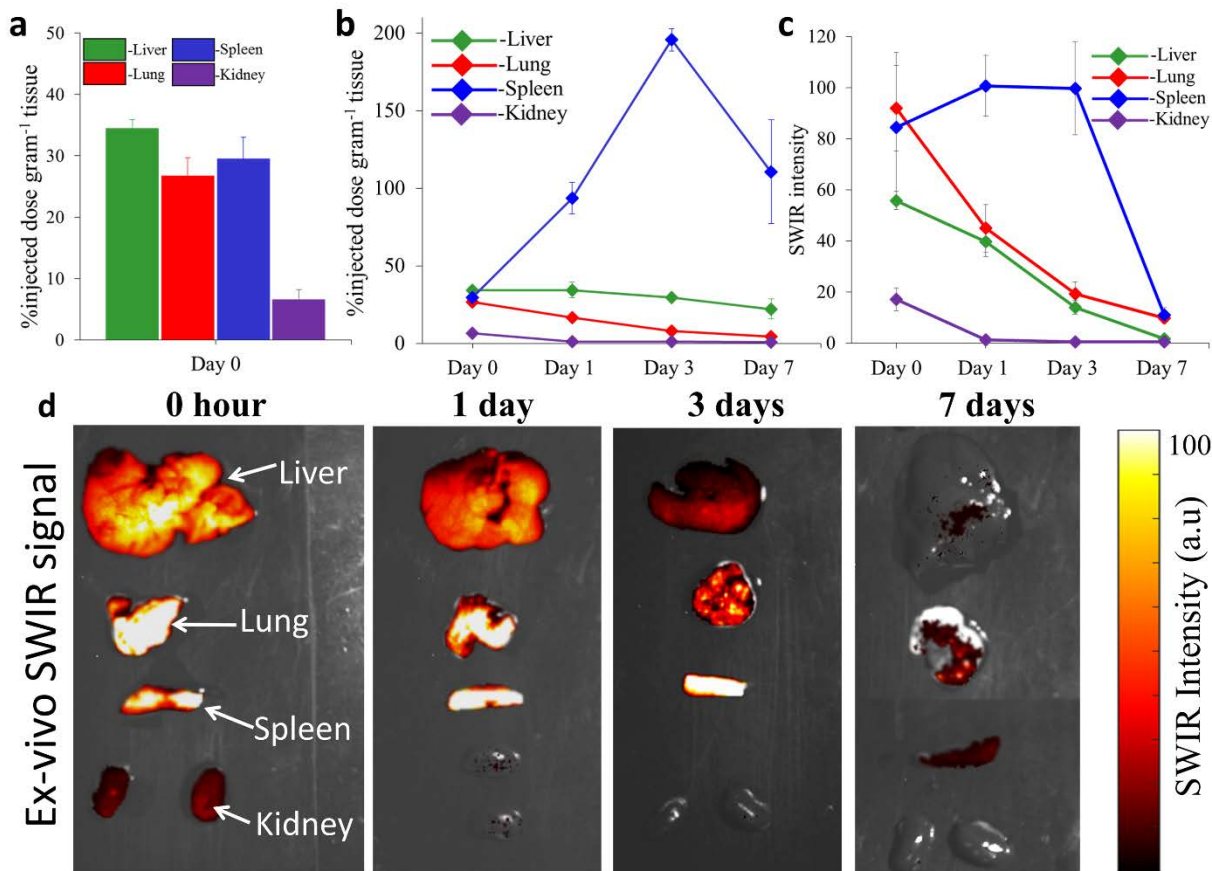 a
50
40
30
20
10
0
%injected dose gram⁻¹ tissue
-Liver
-Spleen
-Lung
-Kidney
Day 0
b
200
150
100
50
0
%injected dose gram⁻¹ tissue
-Liver
-Lung
-Spleen
-Kidney
Day 0 Day 1 Day 3 Day 7
c
120
100
80
60
40
20
0
SWIR intensity
-Liver
-Lung
-Spleen
-Kidney
Day 0 Day 1 Day 3 Day 7
d
0 hour 1 day 3 days 7 days
Ex-vivo SWIR signal
Liver
Lung
Spleen
Kidney
100
SWIR Intensity (a.u)